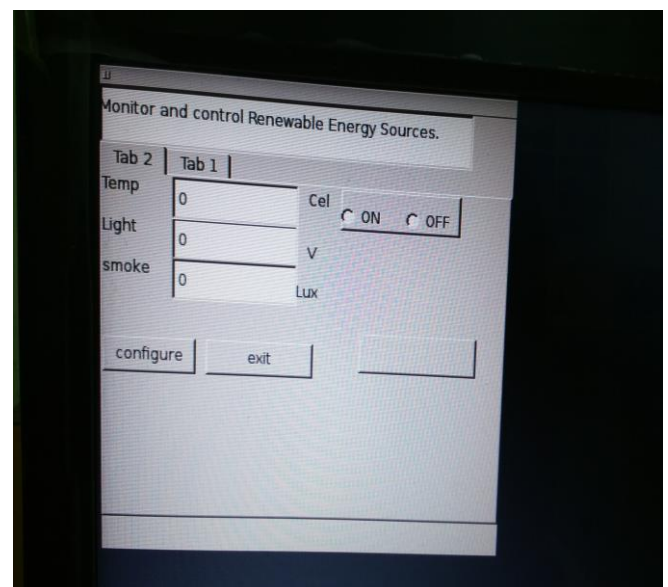 Monitor and control Renewable Energy Sources.
Tab 2 Tab 1
Temp 0 Cel ON OFF
Light 0 V
smoke 0 Lux
configure exit